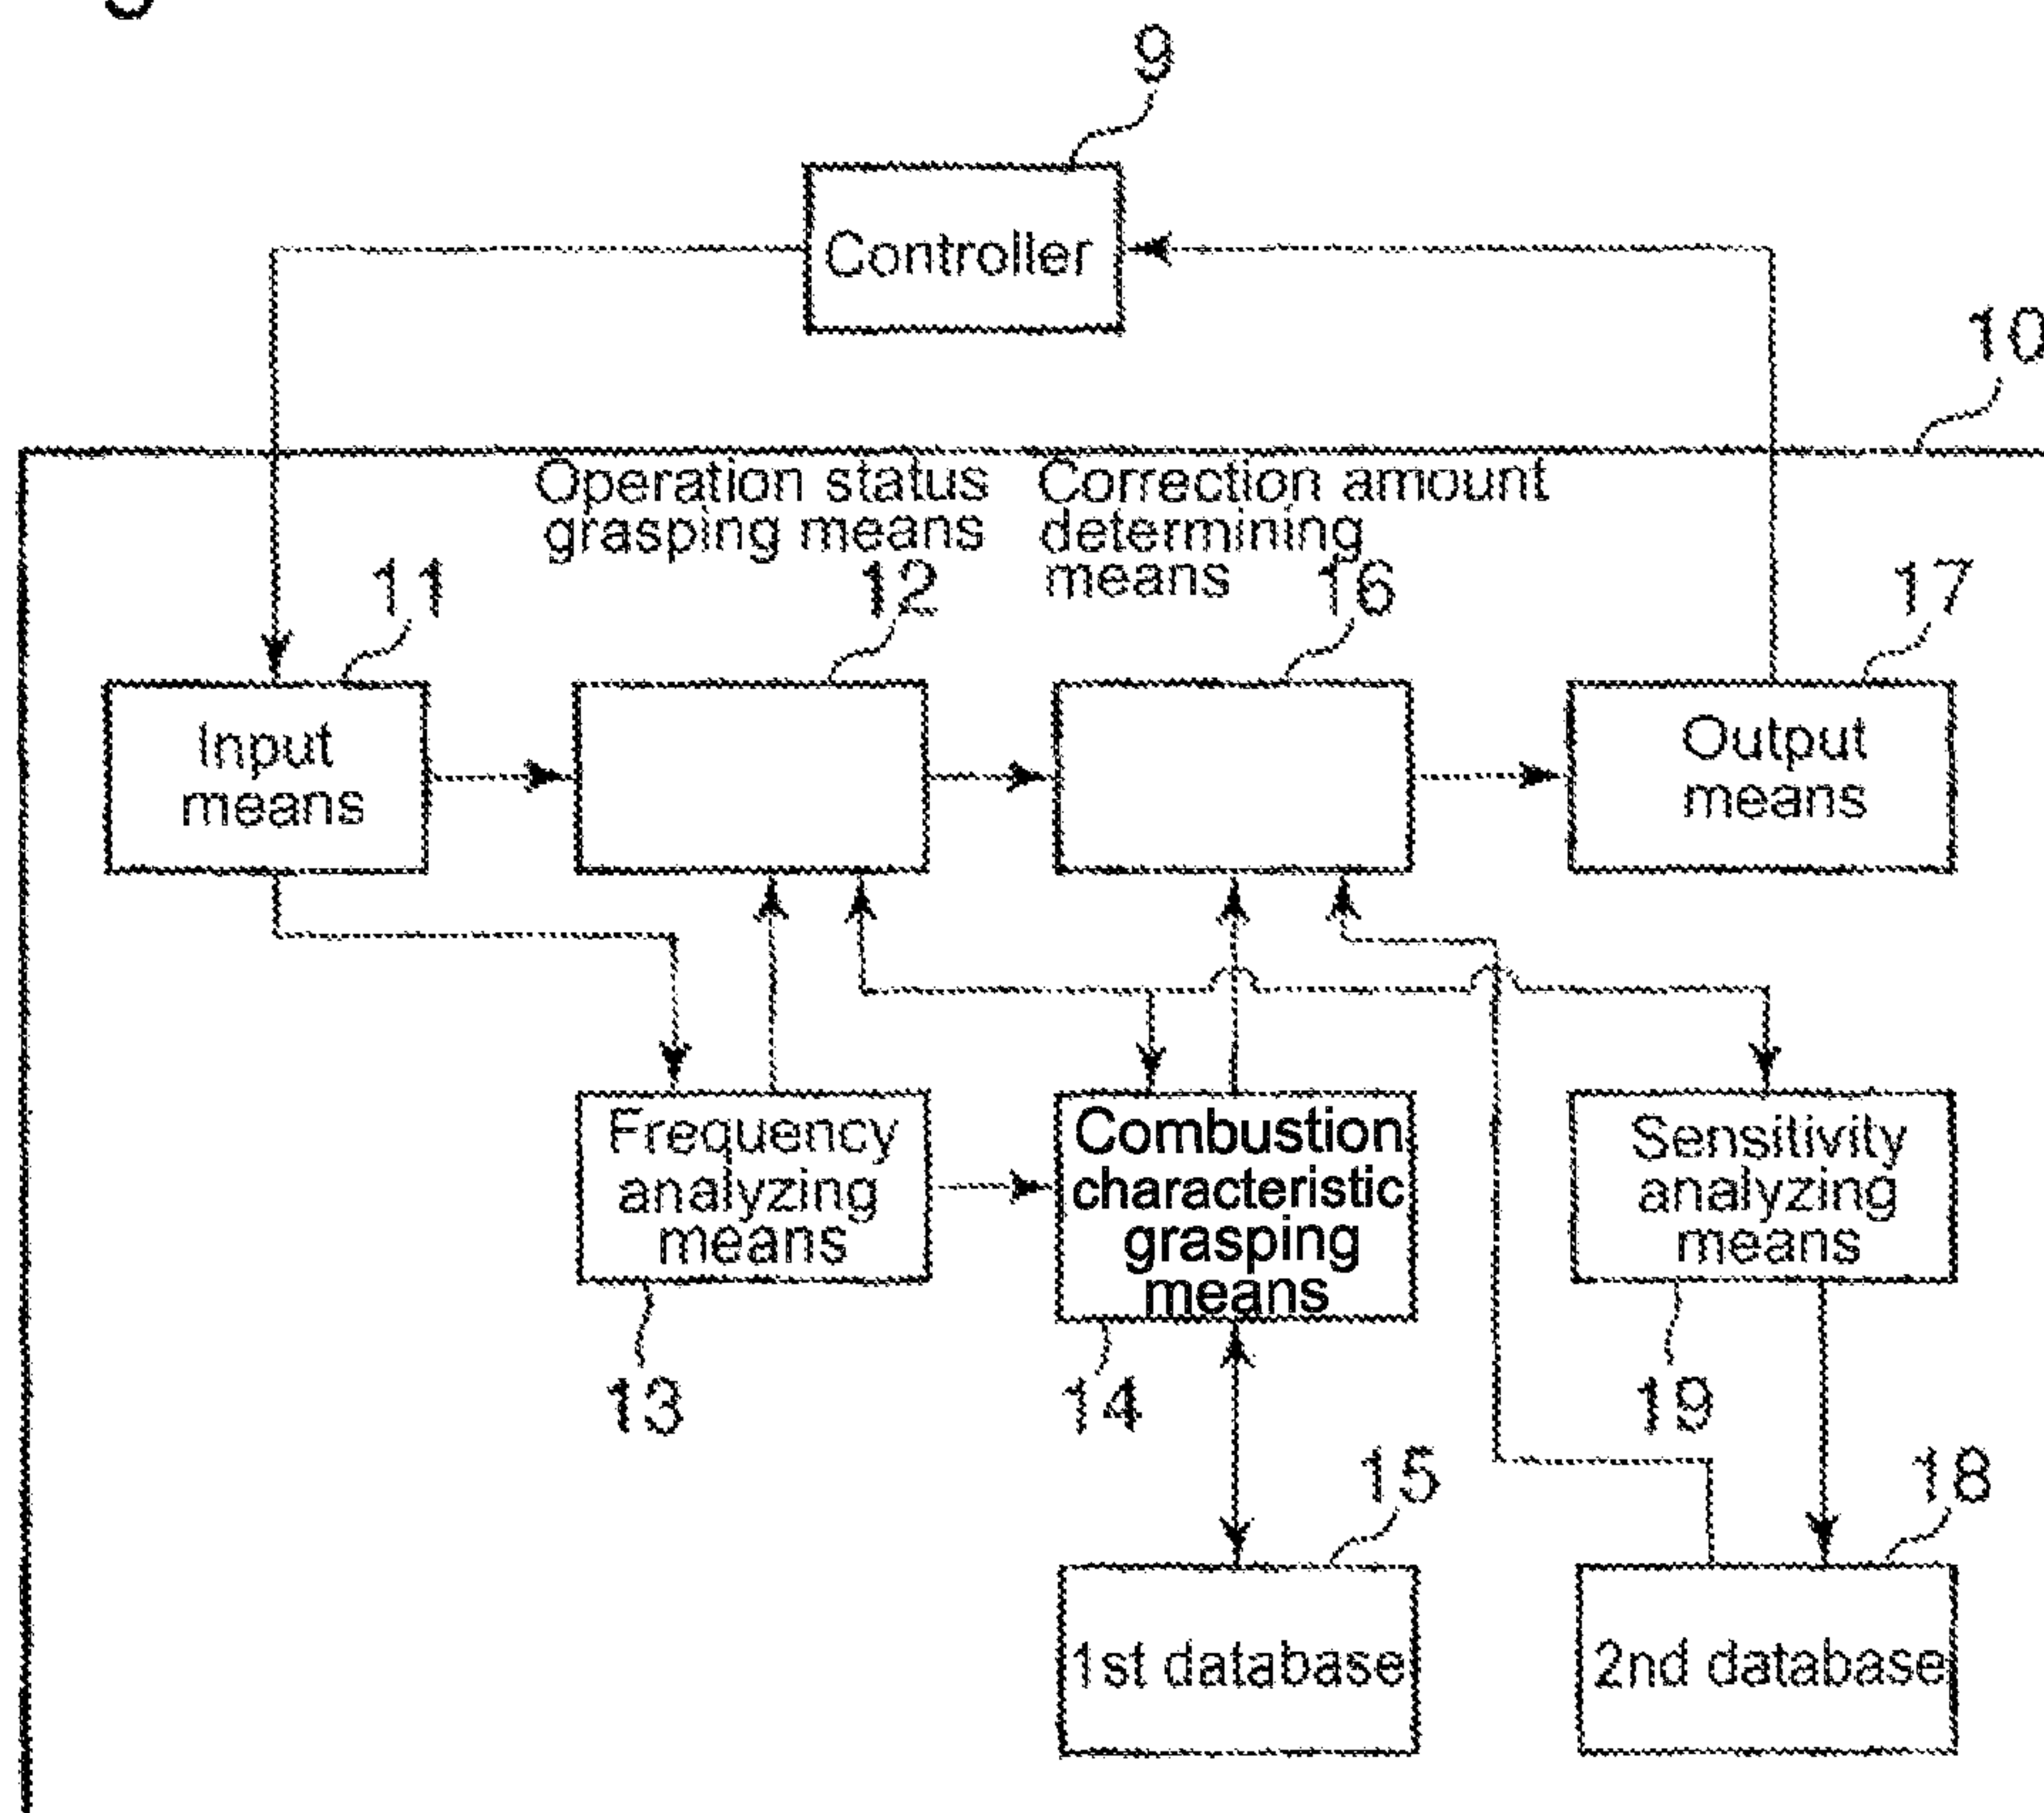 9
Controller
10
Operation status
grasping means
Correction amount
determining
means
11
12
16
17
Input
means
Output
means
Frequency
analyzing
means
Combustion
characteristic
grasping
means
Sensitivity
analyzing
means
13
14
19
15
18
1st database
2nd database